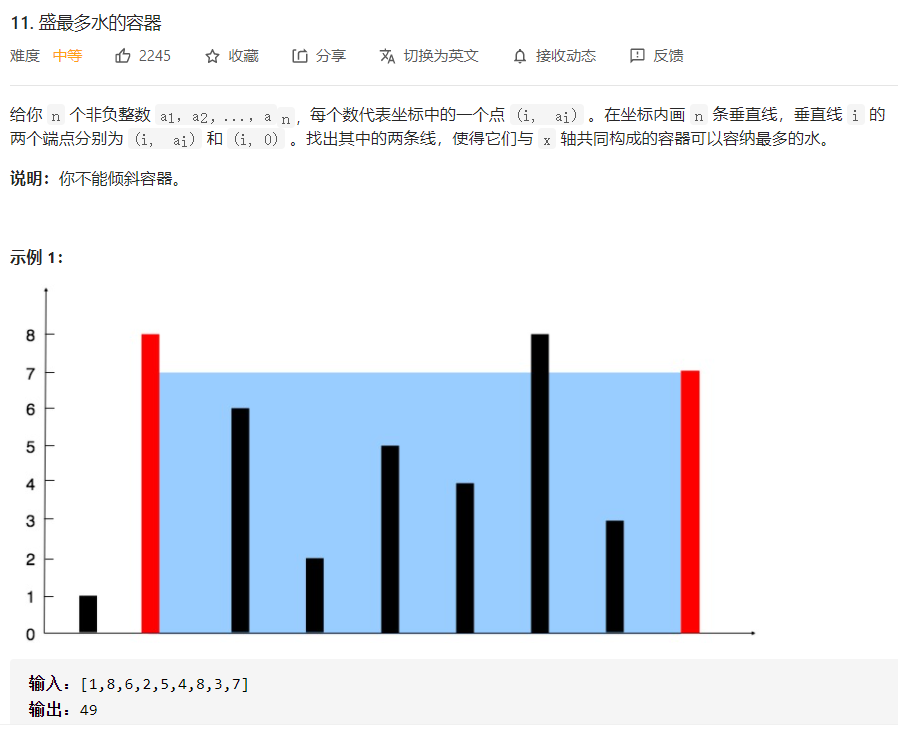 11. 盛最多水的容器
难度 中等 2245 收藏 分享 切换为英文 接收动态 反馈
给你 n 个非负整数 a1，a2，...，a n，每个数代表坐标中的一个点 (i, ai) 。在坐标内画 n 条垂直线，垂直线 i 的
两个端点分别为 (i, ai) 和 (i, 0) 。找出其中的两条线，使得它们与 x 轴共同构成的容器可以容纳最多的水。
说明：你不能倾斜容器。
示例 1：
8
7
6
5
4
3
2
1
0
输入：[1,8,6,2,5,4,8,3,7]
输出：49